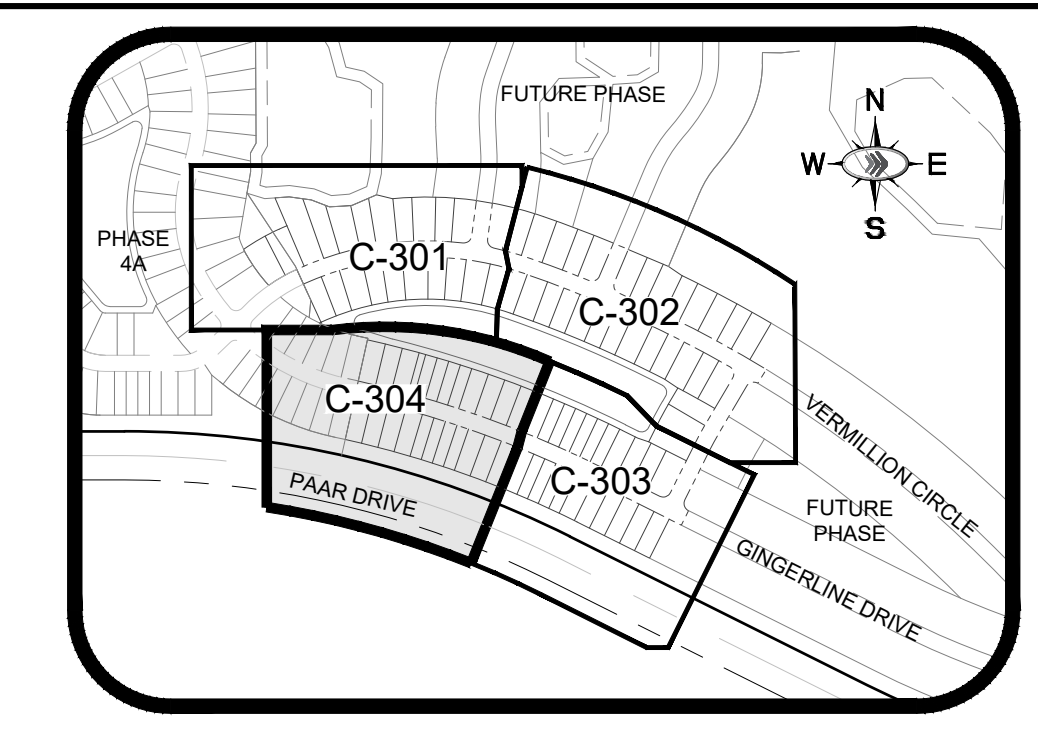 FUTURE PHASE
N
W
E
S
PHASE
4A
C-301
C-302
C-304
C-303
PAAR DRIVE
VERMILLION CIRCLE
FUTURE
PHASE
GINGERLINE DRIVE